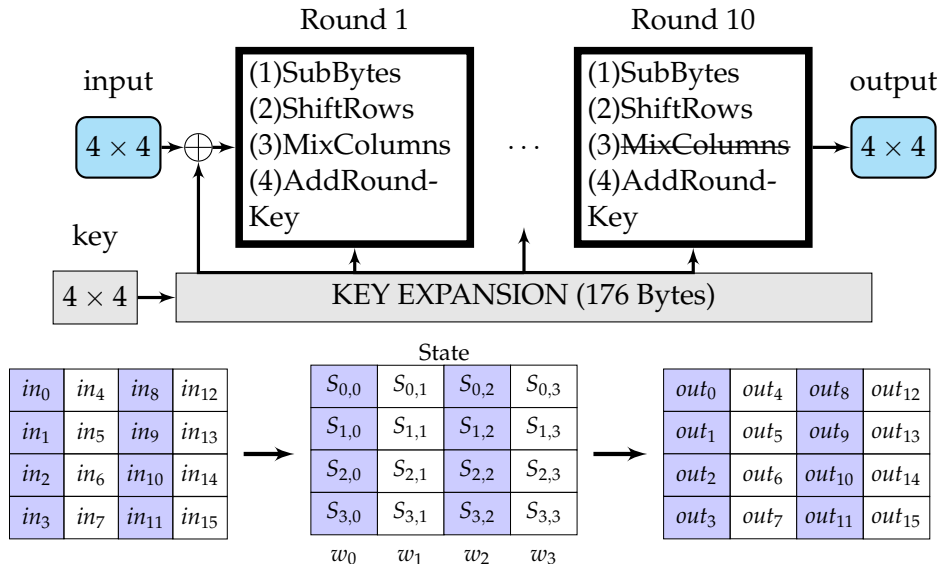 Round 1 Round 10
input (1)SubBytes (1)SubBytes output
(2)ShiftRows (2)ShiftRows
4 × 4 (3)MixColumns ... (3)MixColumns 4 × 4
(4)AddRound- (4)AddRound-
key Key Key
4 × 4 KEY EXPANSION (176 Bytes)
State
in0 in4 in8 in12 S0,0 S0,1 S0,2 S0,3 out0 out4 out8 out12
in1 in5 in9 in13 S1,0 S1,1 S1,2 S1,3 out1 out5 out9 out13
in2 in6 in10 in14 S2,0 S2,1 S2,2 S2,3 out2 out6 out10 out14
in3 in7 in11 in15 S3,0 S3,1 S3,2 S3,3 out3 out7 out11 out15
w0 w1 w2 w3